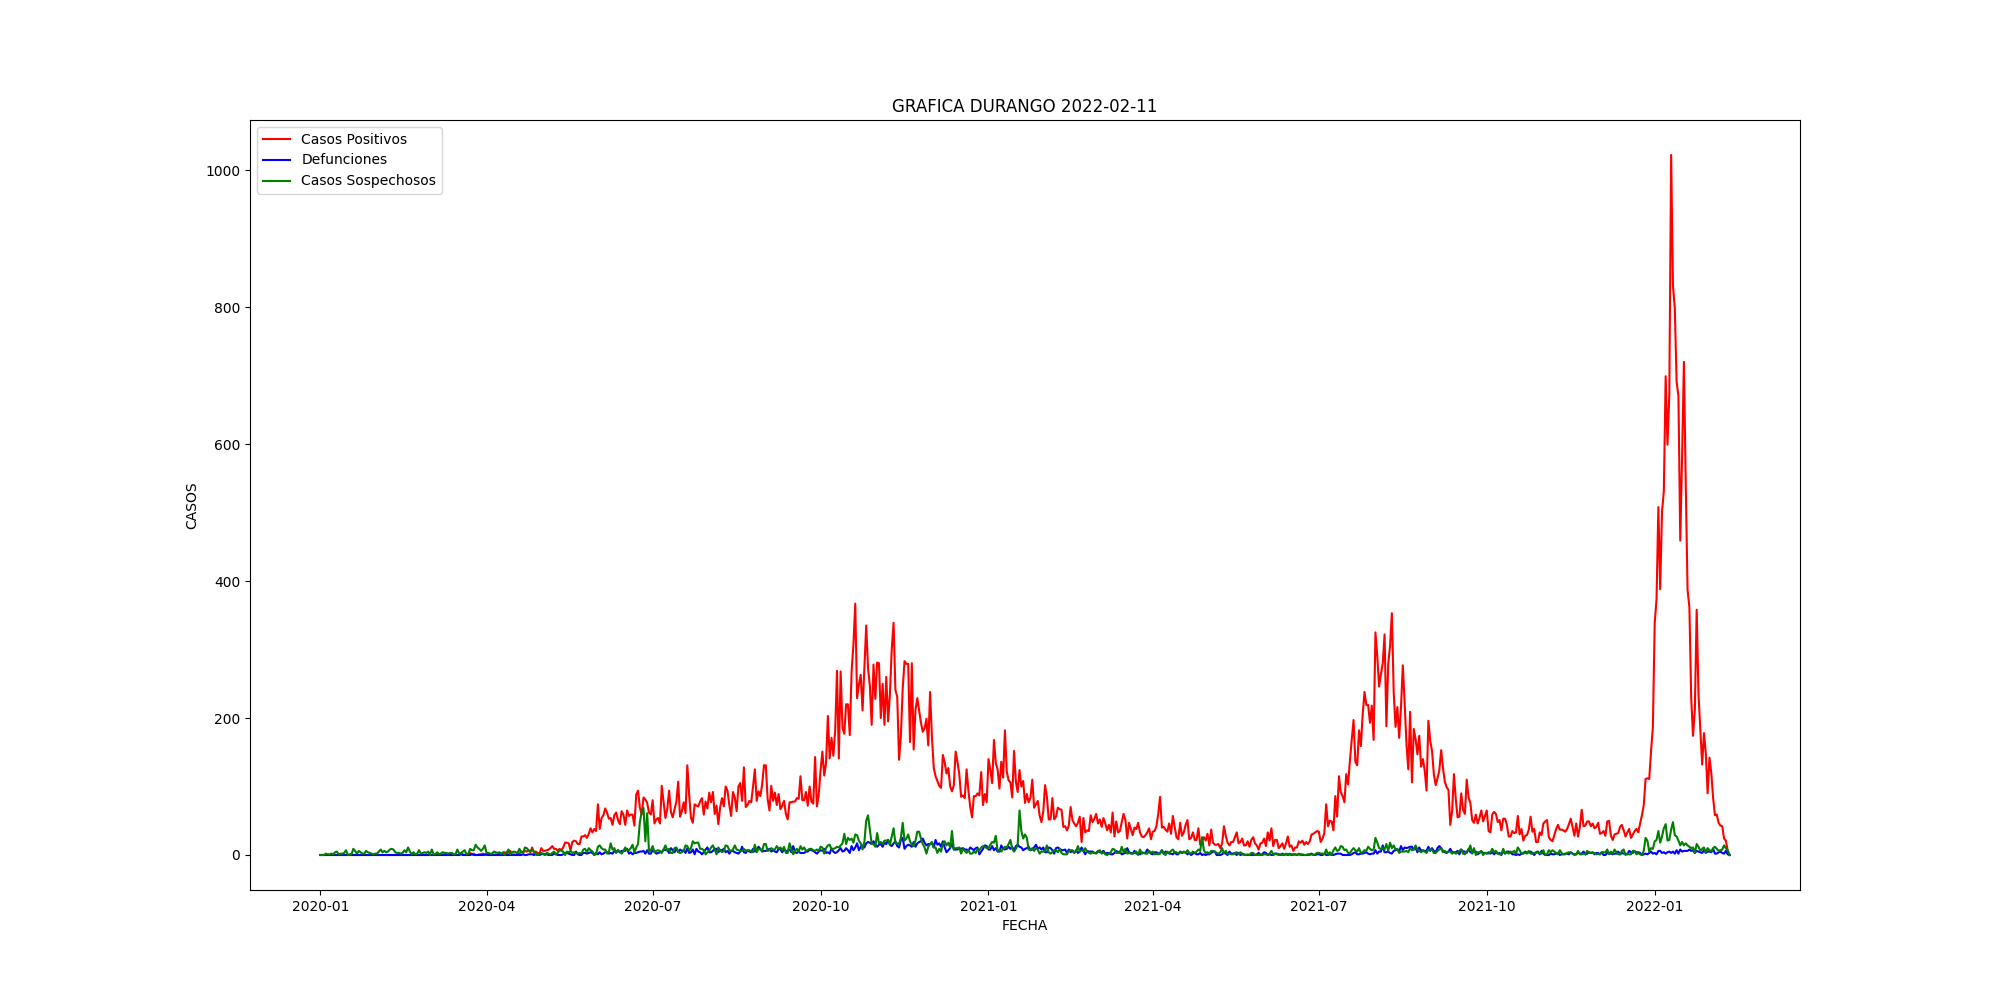 GRAFICA DURANGO 2022-02-11
Casos Positivos
Defunciones
Casos Sospechosos
1000
800
600
400
200
0
CASOS
2020-01 2020-04 2020-07 2020-10 2021-01 2021-04 2021-07 2021-10 2022-01
FECHA